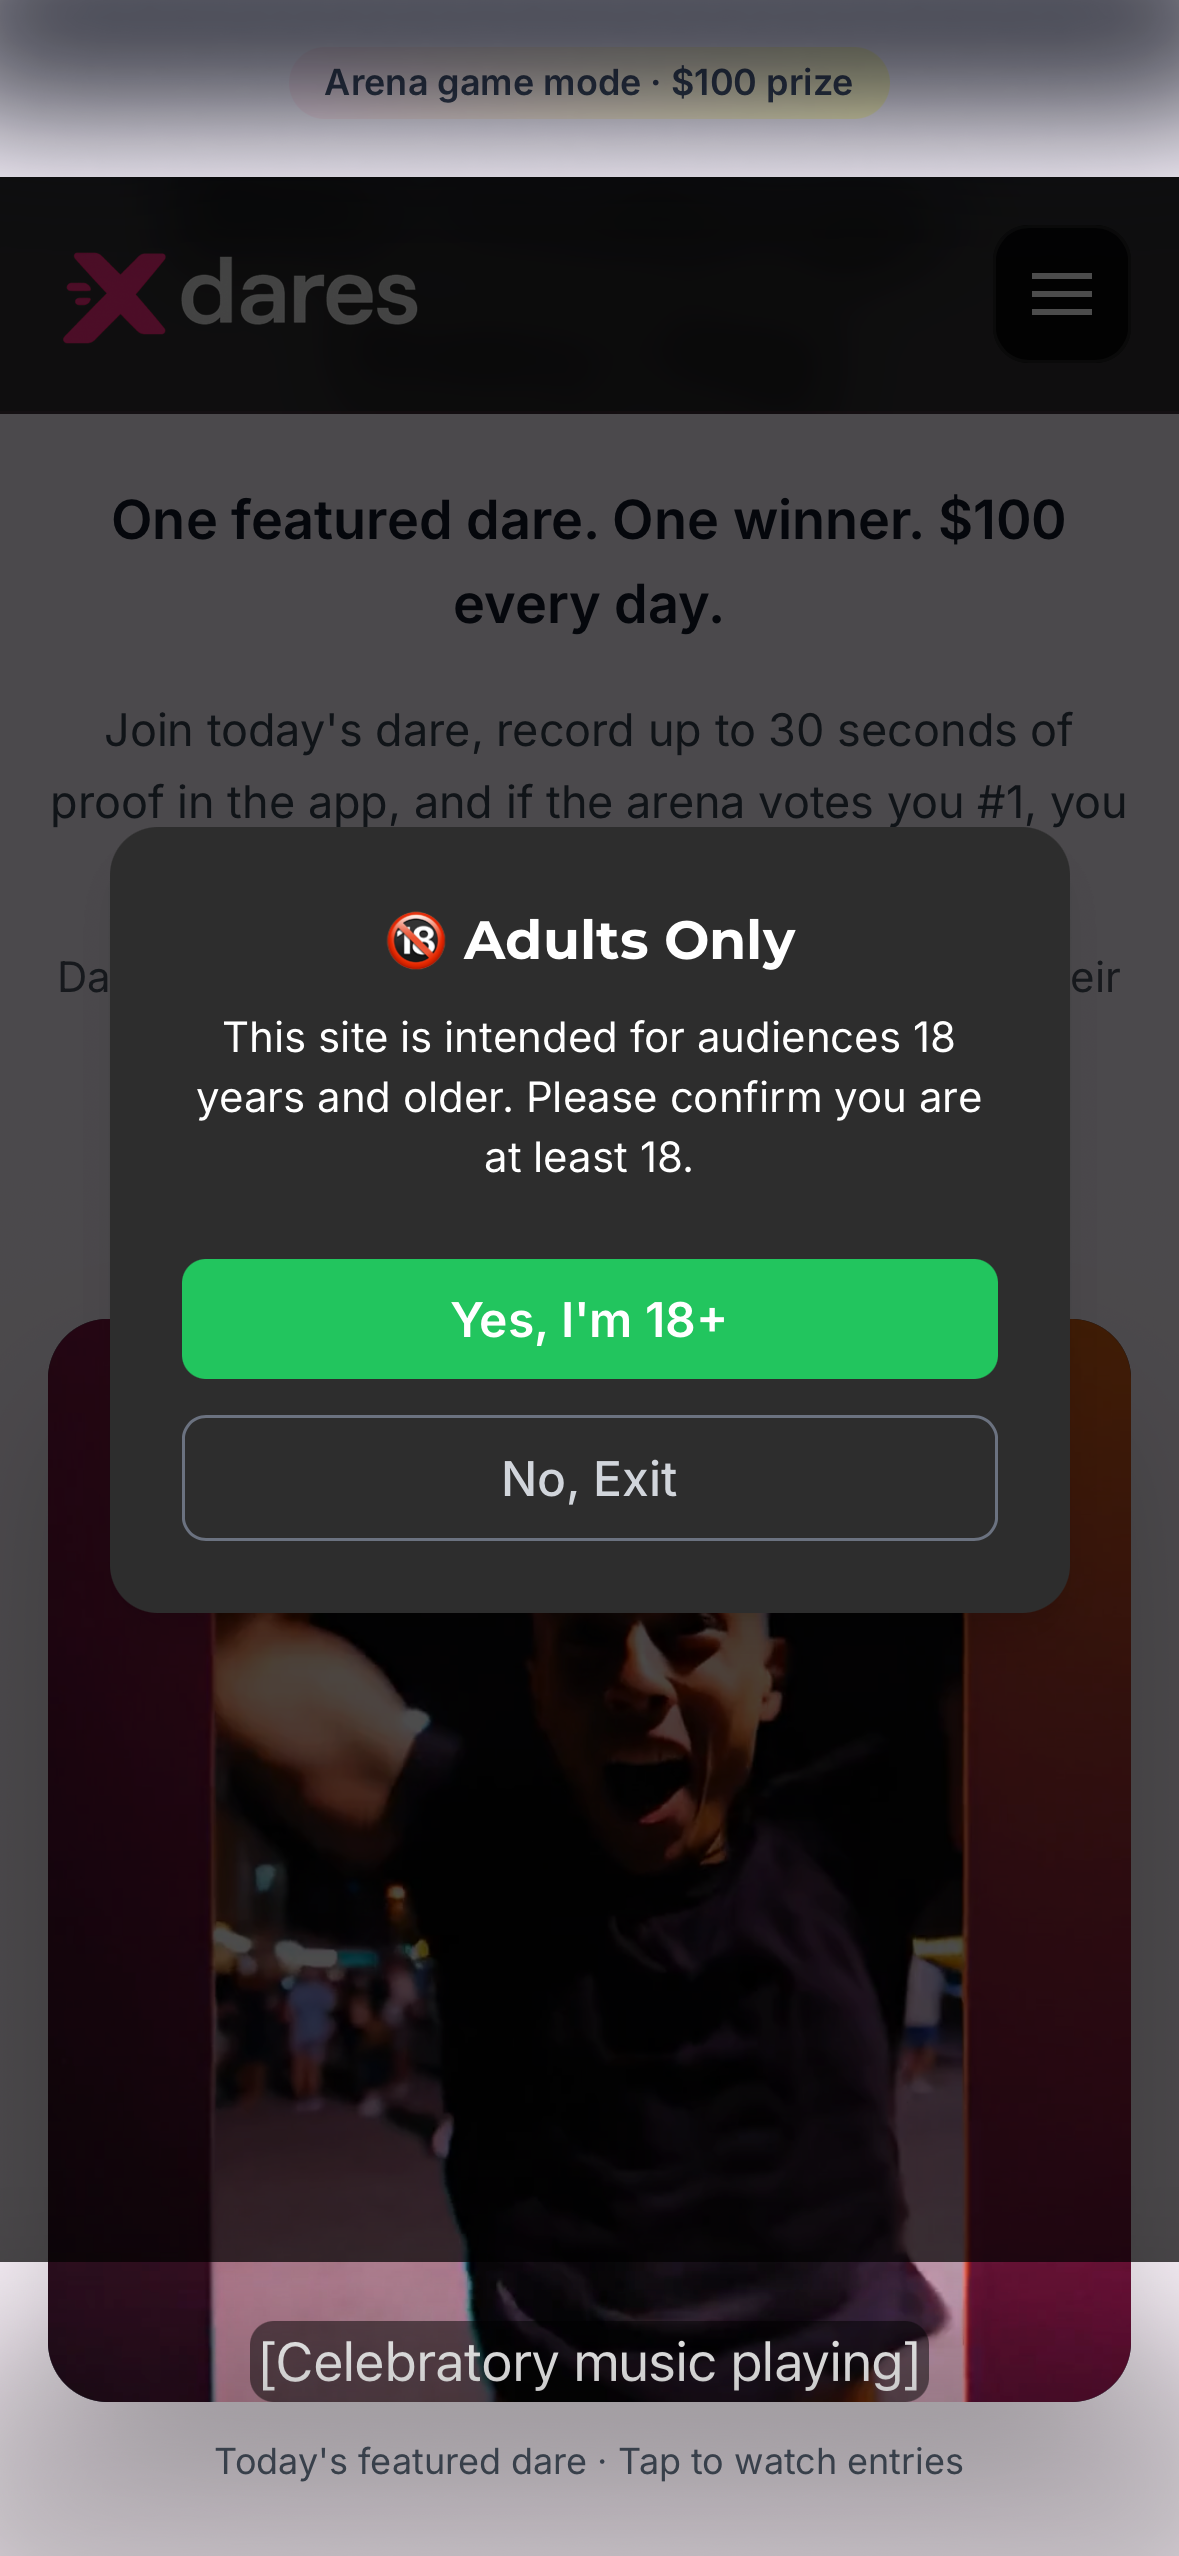 Arena game mode · $100 prize
X dares
One featured dare. One winner. $100
every day.
Join today's dare, record up to 30 seconds of
proof in the app, and if the arena votes you #1, you
Da
eir
🔞 Adults Only
This site is intended for audiences 18
years and older. Please confirm you are
at least 18.
Yes, I'm 18+
No, Exit
[Celebratory music playing]
Today's featured dare · Tap to watch entries